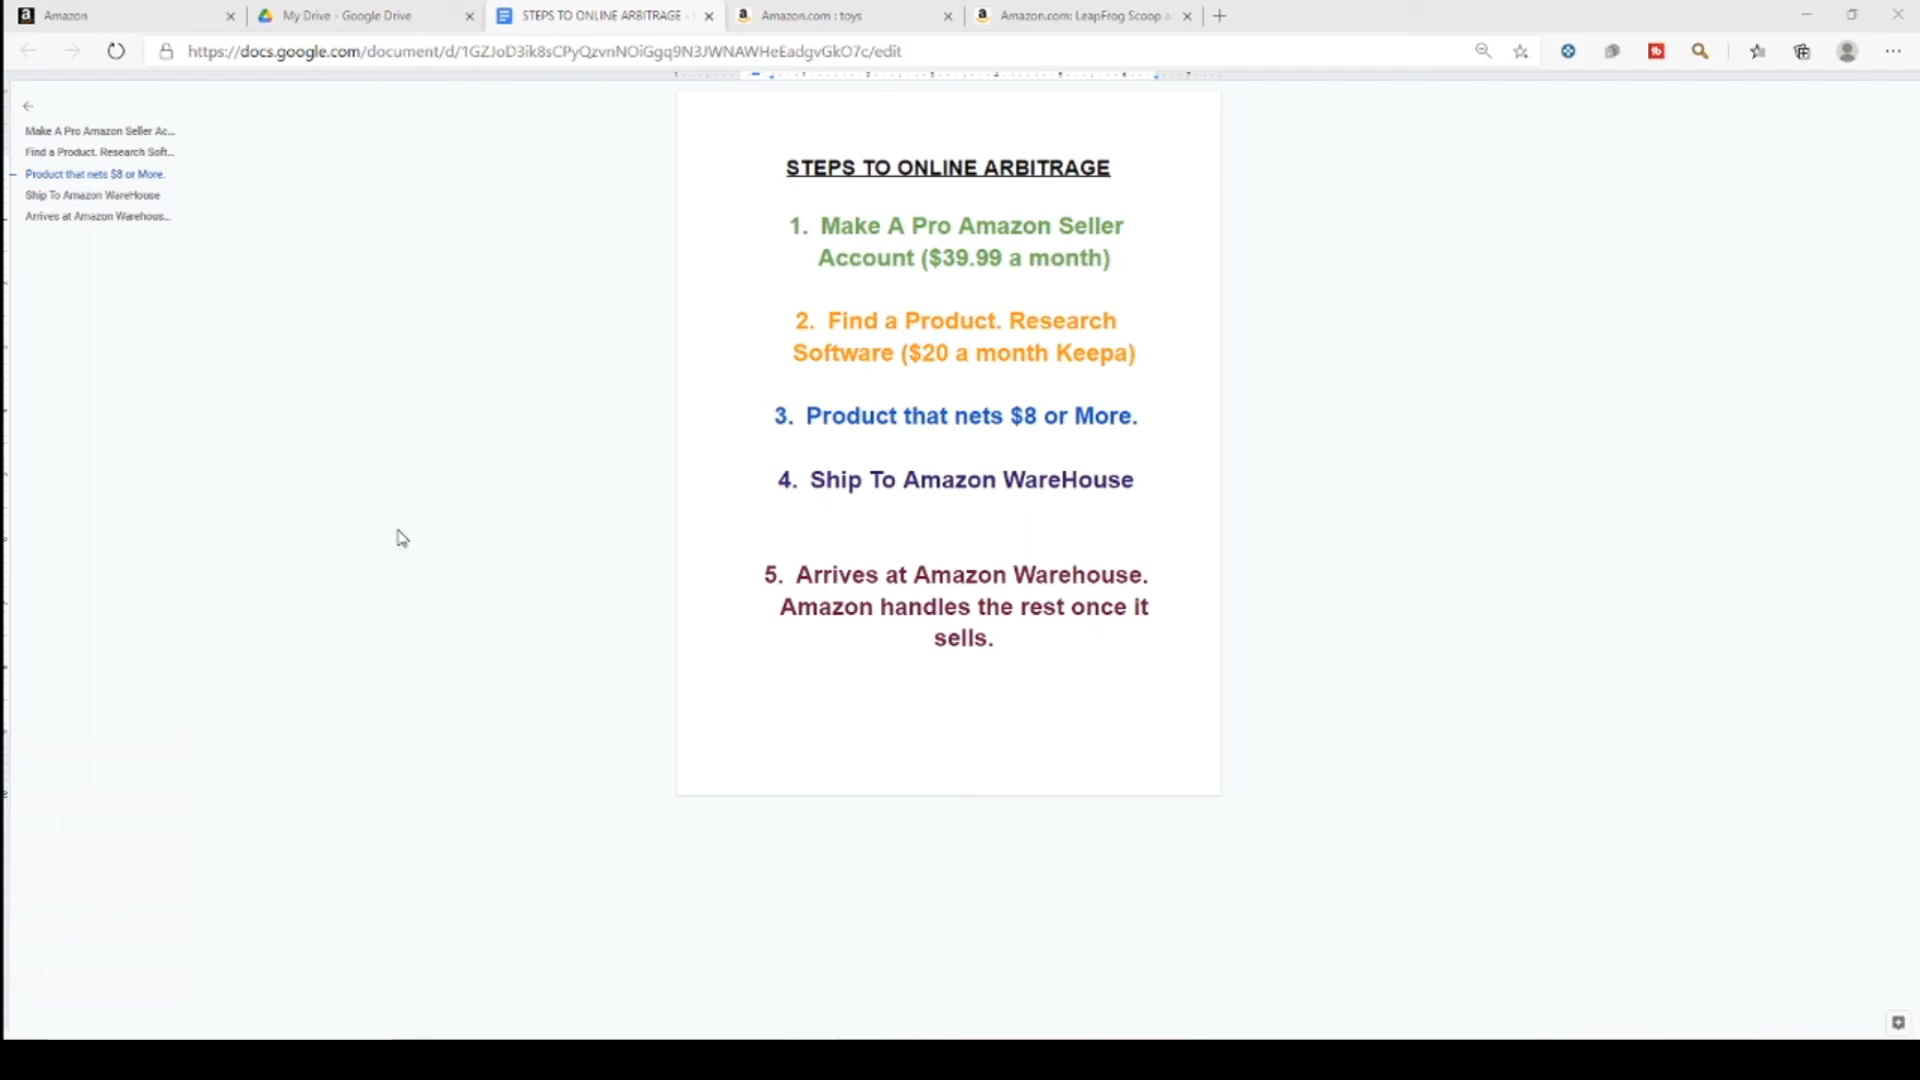 Amazon
My Drive - Google Drive
STEPS TO ONLINE ARBITRAGE -
Amazon.com : toys
Amazon.com: LeapFrog Scoop a
https://docs.google.com/document/d/1GZJoD3ik8sCPyQzvnNOiGgq9N3JWNAWHeEadgvGkO7c/edit
Make A Pro Amazon Seller Ac...
Find a Product. Research Soft...
Product that nets $8 or More.
Ship To Amazon WareHouse
Arrives at Amazon Warehous...
STEPS TO ONLINE ARBITRAGE
1. Make A Pro Amazon Seller
Account ($39.99 a month)
2. Find a Product. Research
Software ($20 a month Keepa)
3. Product that nets $8 or More.
4. Ship To Amazon WareHouse
5. Arrives at Amazon Warehouse.
Amazon handles the rest once it
sells.